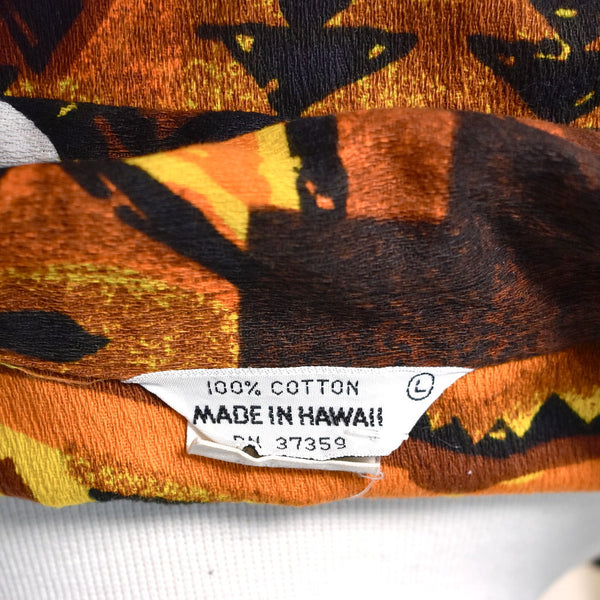 100% COTTON Ⓛ
MADE IN HAWAII
RN 37359